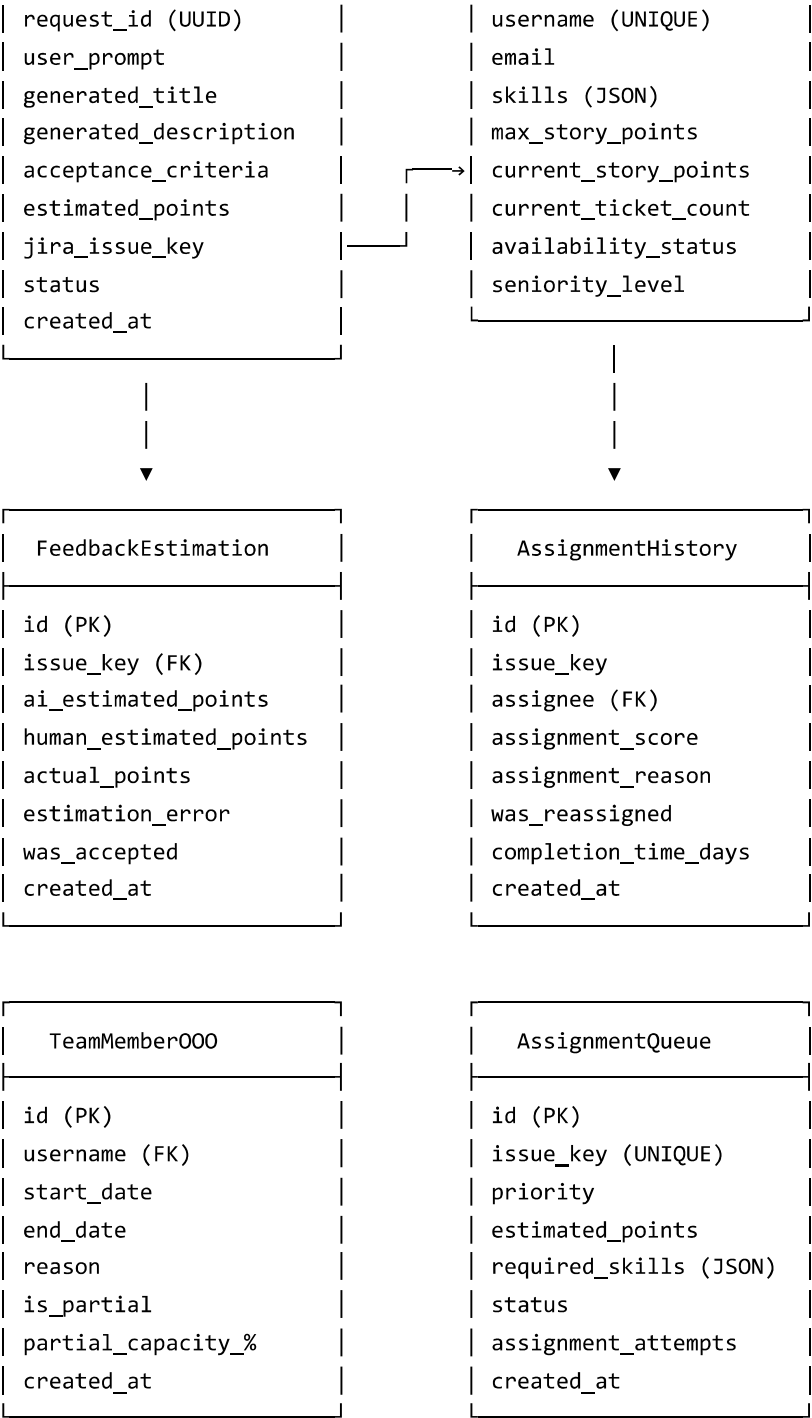 request_id (UUID)
user_prompt
generated_title
generated_description
acceptance_criteria
estimated_points
jira_issue_key
status
created_at
username (UNIQUE)
email
skills (JSON)
max_story_points
current_story_points
current_ticket_count
availability_status
seniority_level
FeedbackEstimation
id (PK)
issue_key (FK)
ai_estimated_points
human_estimated_points
actual_points
estimation_error
was_accepted
created_at
AssignmentHistory
id (PK)
issue_key
assignee (FK)
assignment_score
assignment_reason
was_reassigned
completion_time_days
created_at
TeamMemberOOO
id (PK)
username (FK)
start_date
end_date
reason
is_partial
partial_capacity_%
created_at
AssignmentQueue
id (PK)
issue_key (UNIQUE)
priority
estimated_points
required_skills (JSON)
status
assignment_attempts
created_at